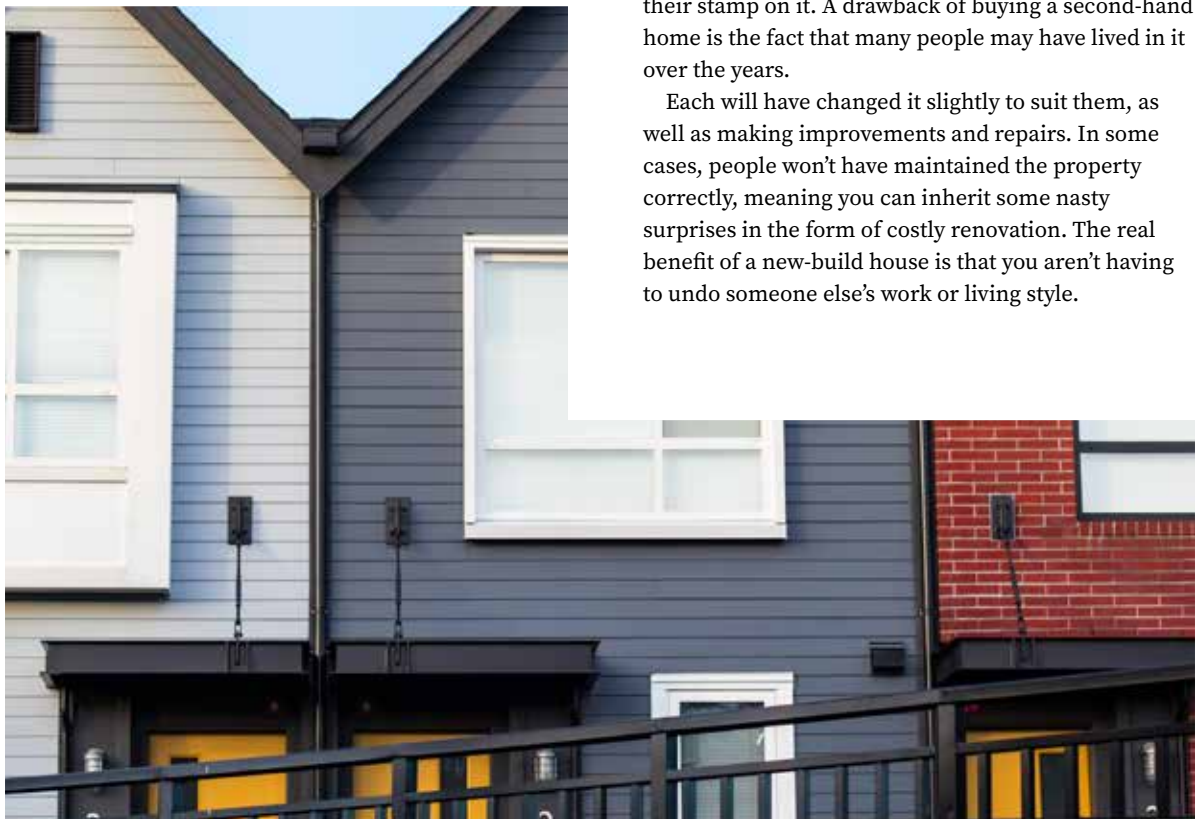 their stamp on it. A drawback of buying a second-hand
home is the fact that many people may have lived in it
over the years.
Each will have changed it slightly to suit them, as
well as making improvements and repairs. In some
cases, people won’t have maintained the property
correctly, meaning you can inherit some nasty
surprises in the form of costly renovation. The real
benefit of a new-build house is that you aren’t having
to undo someone else’s work or living style.